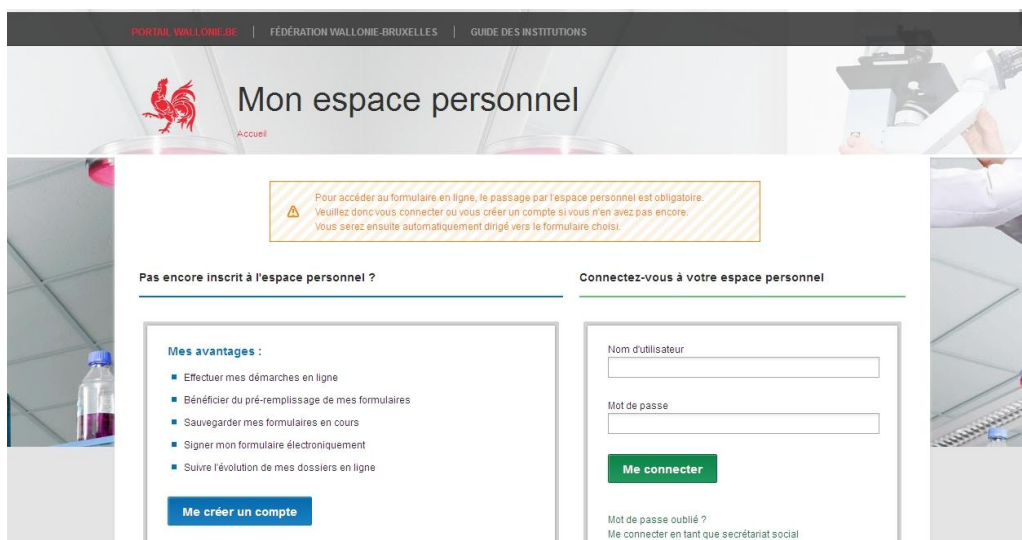 PORTAIL WALLONIE.BE | FÉDÉRATION WALLONIE-BRUXELLES | GUIDE DES INSTITUTIONS
Mon espace personnel
Accueil
Pour accéder au formulaire en ligne, le passage par l'espace personnel est obligatoire.
Veuillez donc vous connecter ou vous créer un compte si vous n'en avez pas encore.
Vous serez ensuite automatiquement dirigé vers le formulaire choisi.
Pas encore inscrit à l'espace personnel ?
Mes avantages :
Effectuer mes démarches en ligne
Bénéficier du pré-remplissage de mes formulaires
Sauvegarder mes formulaires en cours
Signer mon formulaire électroniquement
Suivre l'évolution de mes dossiers en ligne
Me créer un compte
Connectez-vous à votre espace personnel
Nom d'utilisateur
Mot de passe
Me connecter
Mot de passe oublié ?
Me connecter en tant que secrétariat social